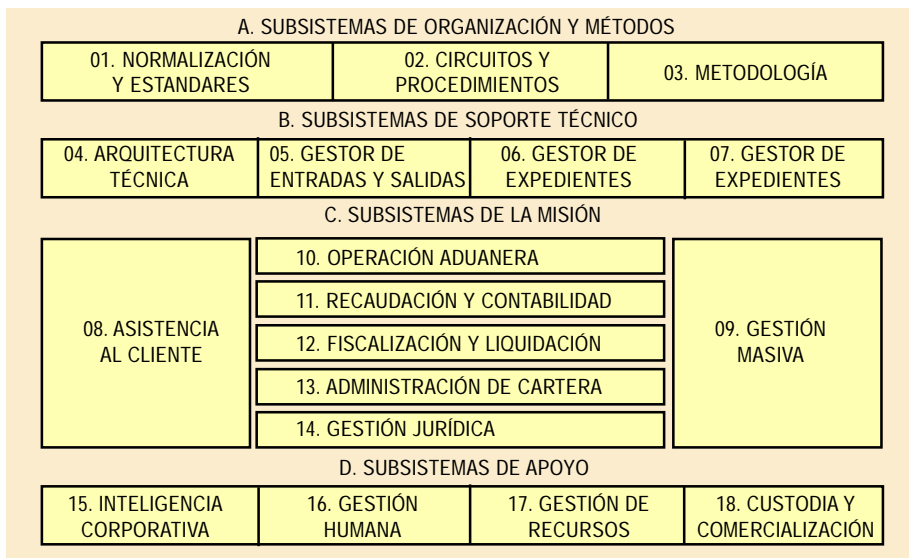 A. SUBSISTEMAS DE ORGANIZACIÓN Y MÉTODOS
01. NORMALIZACIÓN
Y ESTANDARES
02. CIRCUITOS Y
PROCEDIMIENTOS
03. METODOLOGÍA
B. SUBSISTEMAS DE SOPORTE TÉCNICO
04. ARQUITECTURA
TÉCNICA
05. GESTOR DE
ENTRADAS Y SALIDAS
06. GESTOR DE
EXPEDIENTES
07. GESTOR DE
EXPEDIENTES
C. SUBSISTEMAS DE LA MISIÓN
08. ASISTENCIA
AL CLIENTE
10. OPERACIÓN ADUANERA
11. RECAUDACIÓN Y CONTABILIDAD
12. FISCALIZACIÓN Y LIQUIDACIÓN
13. ADMINISTRACIÓN DE CARTERA
14. GESTIÓN JURÍDICA
09. GESTIÓN
MASIVA
D. SUBSISTEMAS DE APOYO
15. INTELIGENCIA
CORPORATIVA
16. GESTIÓN
HUMANA
17. GESTIÓN DE
RECURSOS
18. CUSTODIA Y
COMERCIALIZACIÓN